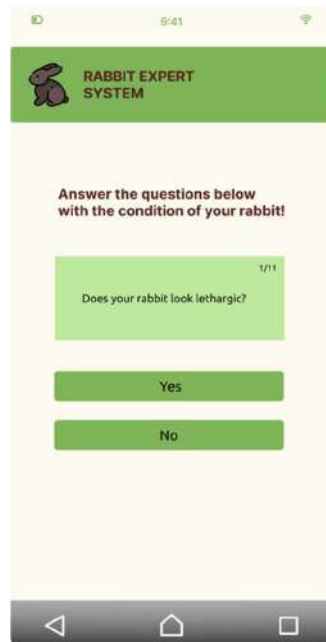 9:41
RABBIT EXPERT
SYSTEM
Answer the questions below
with the condition of your rabbit!
1/11
Does your rabbit look lethargic?
Yes
No